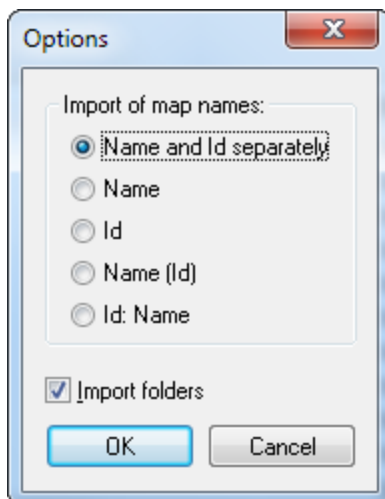 Options
Import of map names:
Name and Id separately
Name
Id
Name (Id)
Id: Name
Import folders
OK Cancel